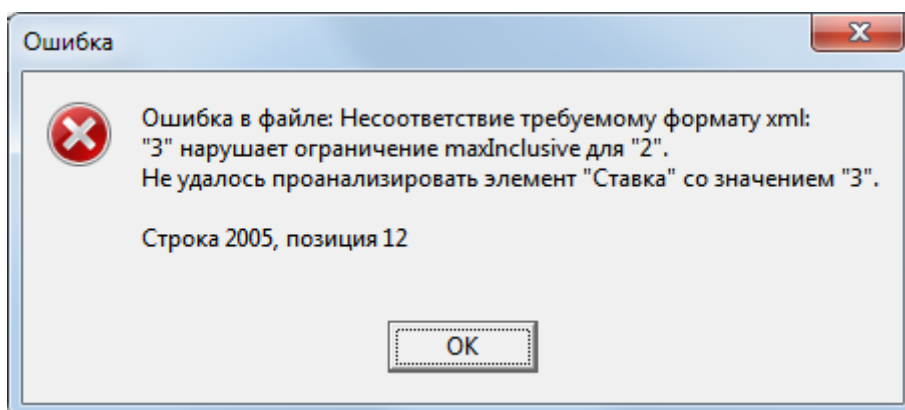 Ошибка
Ошибка в файле: Несоответствие требуемому формату xml:
"3" нарушает ограничение maxInclusive для "2".
Не удалось проанализировать элемент "Ставка" со значением "3".
Строка 2005, позиция 12
OK